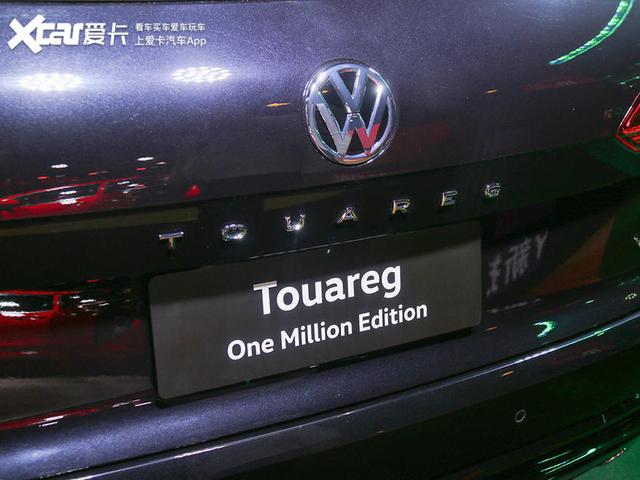 Xcar爱卡 看车买车爱车玩车
上爱卡汽车App
VW
TOUAREG
Touareg
One Million Edition